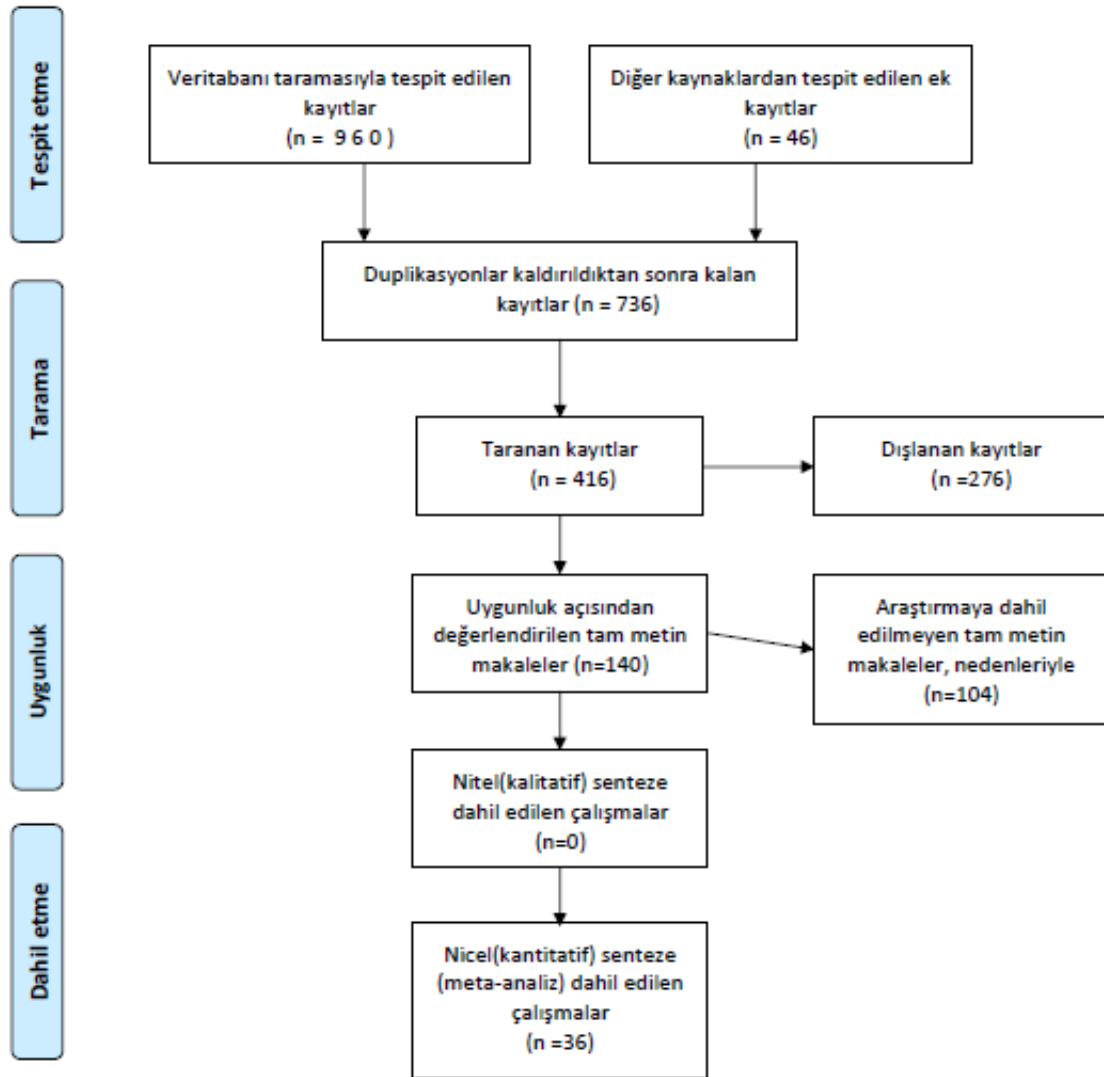 Tespit etme
Veritabanı taramasıyla tespit edilen
kayıtlar
(n = 9 6 0 )
Diğer kaynaklardan tespit edilen ek
kayıtlar
(n = 46)
Duplikasyonlar kaldırıldıktan sonra kalan
kayıtlar (n = 736)
Tarama
Taranan kayıtlar
(n = 416)
Dışlanan kayıtlar
(n =276)
Uygunluk
Uygunluk açısından
değerlendirilen tam metin
makaleler (n=140)
Araştırmaya dahil
edilmeyen tam metin
makaleler, nedenleriyle
(n=104)
Nitel(kalitatif) senteze
dahil edilen çalışmalar
(n=0)
Dahil etme
Nicel(kantitatif) senteze
(meta-analiz) dahil edilen
çalışmalar
(n =36)